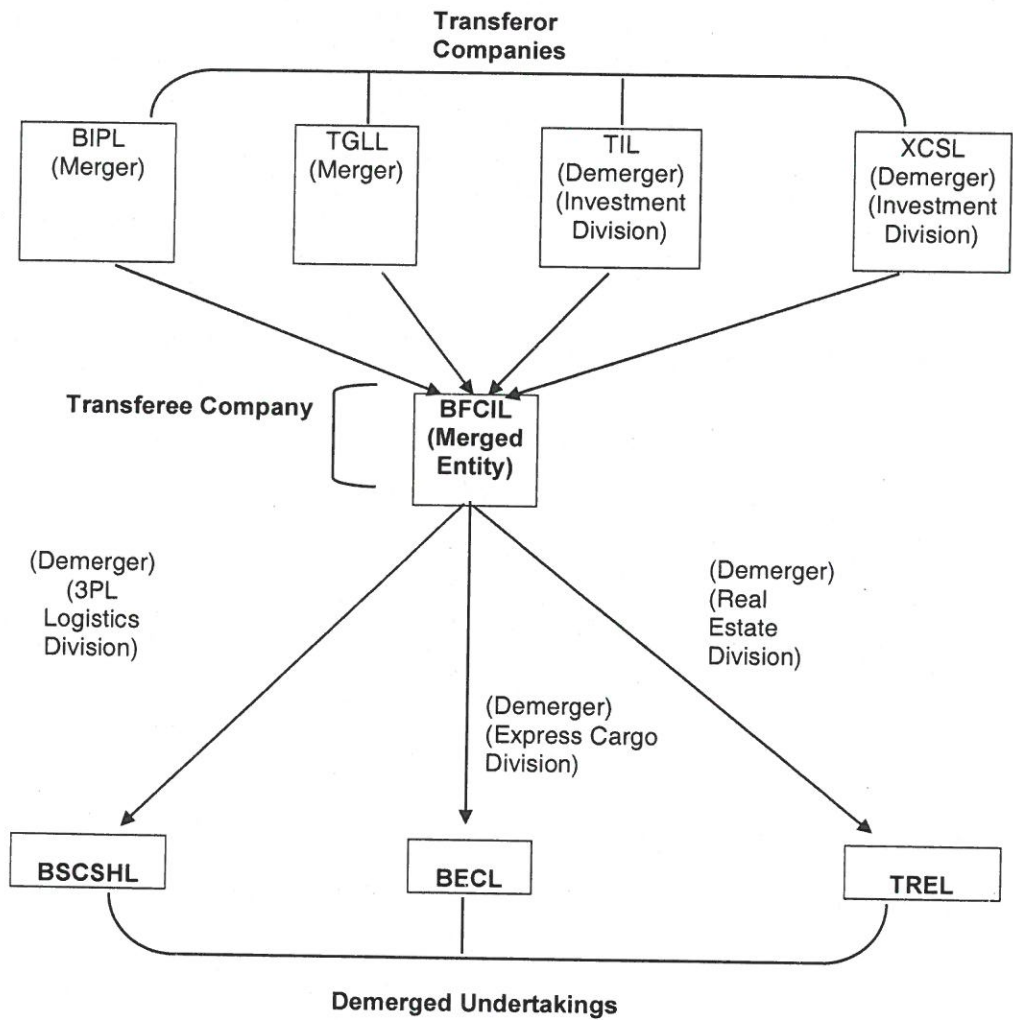 Transferor
Companies
BIPL
(Merger)
TGLL
(Merger)
TIL
(Demerger)
(Investment
Division)
XCSL
(Demerger)
(Investment
Division)
Transferee Company
BFCIL
(Merged
Entity)
(Demerger)
(3PL
Logistics
Division)
(Demerger)
(Express Cargo
Division)
(Demerger)
(Real
Estate
Division)
BSCSHL
BECL
TREL
Demerged Undertakings